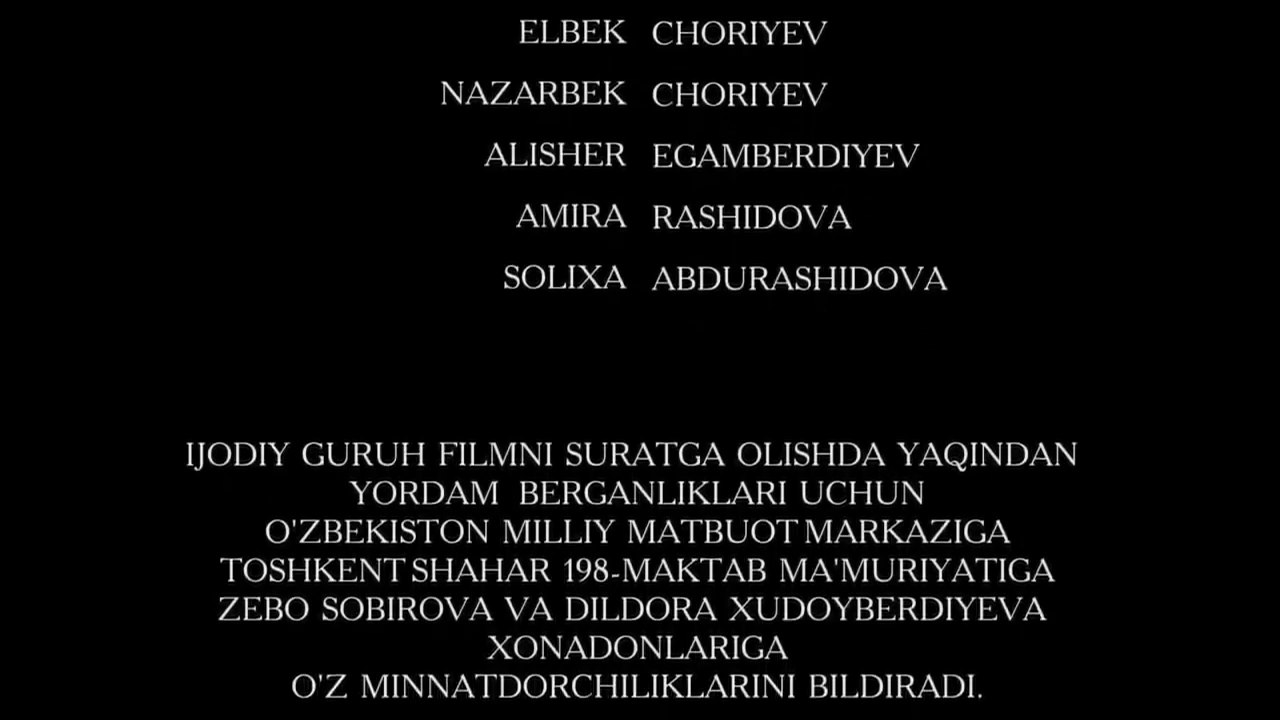 ELBEK CHORIYEV
NAZARBEK CHORIYEV
ALISHER EGAMBERDIYEV
AMIRA RASHIDOVA
SOLIXA ABDURASHIDOVA
IJODIY GURUH FILMNI SURATGA OLISHDA YAQINDAN
YORDAM BERGANLIKLARI UCHUN
O'ZBEKISTON MILLIY MATBUOT MARKAZIGA
TOSHKENT SHAHAR 198-MAKTAB MA'MURIYATIGA
ZEBO SOBIROVA VA DILDORA XUDOYBERDIYEVA
XONADONLARIGA
O'Z MINNATDORCHILIKLARINI BILDIRADI.